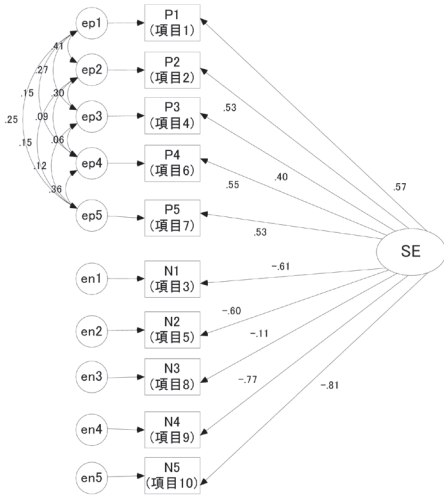 ep1
P1
(項目1)
.41
ep2
P2
(項目2)
.27
.53
.30
.15
ep3
P3
(項目4)
.25
.09
.06
.15
ep4
P4
(項目6)
.40
.57
.12
.55
.36
ep5
P5
(項目7)
.53
SE
en1
N1
(項目3)
-.61
en2
N2
(項目5)
-.60
-.11
en3
N3
(項目8)
-.77
-.81
en4
N4
(項目9)
en5
N5
(項目10)